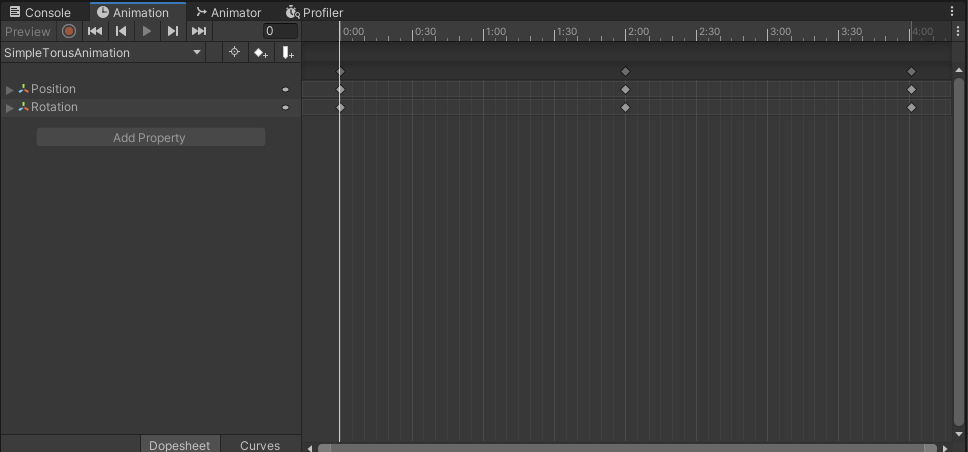 Console Animation Animator Profiler
Preview 0 0:00 0:30 1:00 1:30 2:00 2:30 3:00 3:30 4:00
SimpleTorusAnimation
Position
Rotation
Add Property
Dopesheet Curves